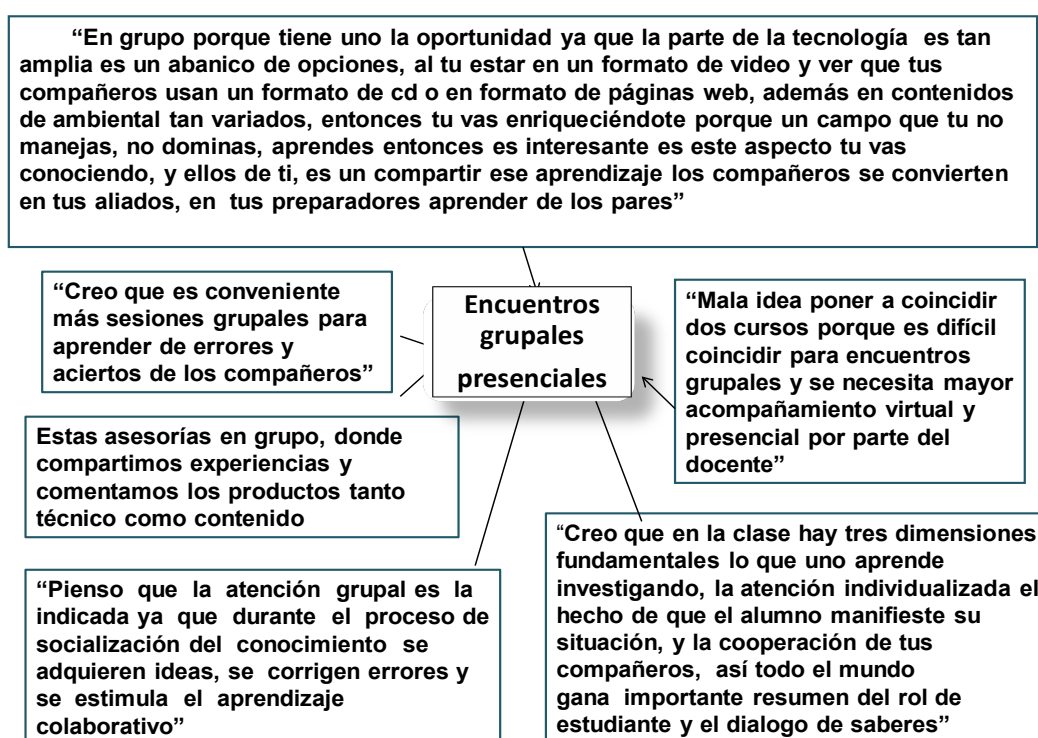 “En grupo porque tiene uno la oportunidad ya que la parte de la tecnología es tan
amplia es un abanico de opciones, al tu estar en un formato de video y ver que tus
compañeros usan un formato de cd o en formato de páginas web, además en contenidos
de ambiental tan variados, entonces tu vas enriqueciéndote porque un campo que tu no
manejas, no dominas, aprendes entonces es interesante es este aspecto tu vas
conociendo, y ellos de ti, es un compartir ese aprendizaje los compañeros se convierten
en tus aliados, en tus preparadores aprender de los pares”
“Creo que es conveniente
más sesiones grupales para
aprender de errores y
aciertos de los compañeros”
Encuentros
grupales
presenciales
“Mala idea poner a coincidir
dos cursos porque es difícil
coincidir para encuentros
grupales y se necesita mayor
acompañamiento virtual y
presencial por parte del
docente”
Estas asesorías en grupo, donde
compartimos experiencias y
comentamos los productos tanto
técnico como contenido
“Pienso que la atención grupal es la
indicada ya que durante el proceso de
socialización del conocimiento se
adquieren ideas, se corrigen errores y
se estimula el aprendizaje
colaborativo”
“Creo que en la clase hay tres dimensiones
fundamentales lo que uno aprende
investigando, la atención individualizada el
hecho de que el alumno manifieste su
situación, y la cooperación de tus
compañeros, así todo el mundo
gana importante resumen del rol de
estudiante y el dialogo de saberes”